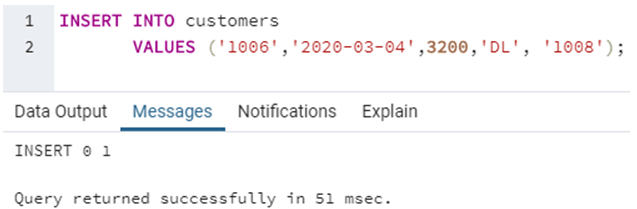 1 INSERT INTO customers
2 VALUES ('1006','2020-03-04',3200,'DL', '1008');
Data Output Messages Notifications Explain
INSERT 0 1
Query returned successfully in 51 msec.